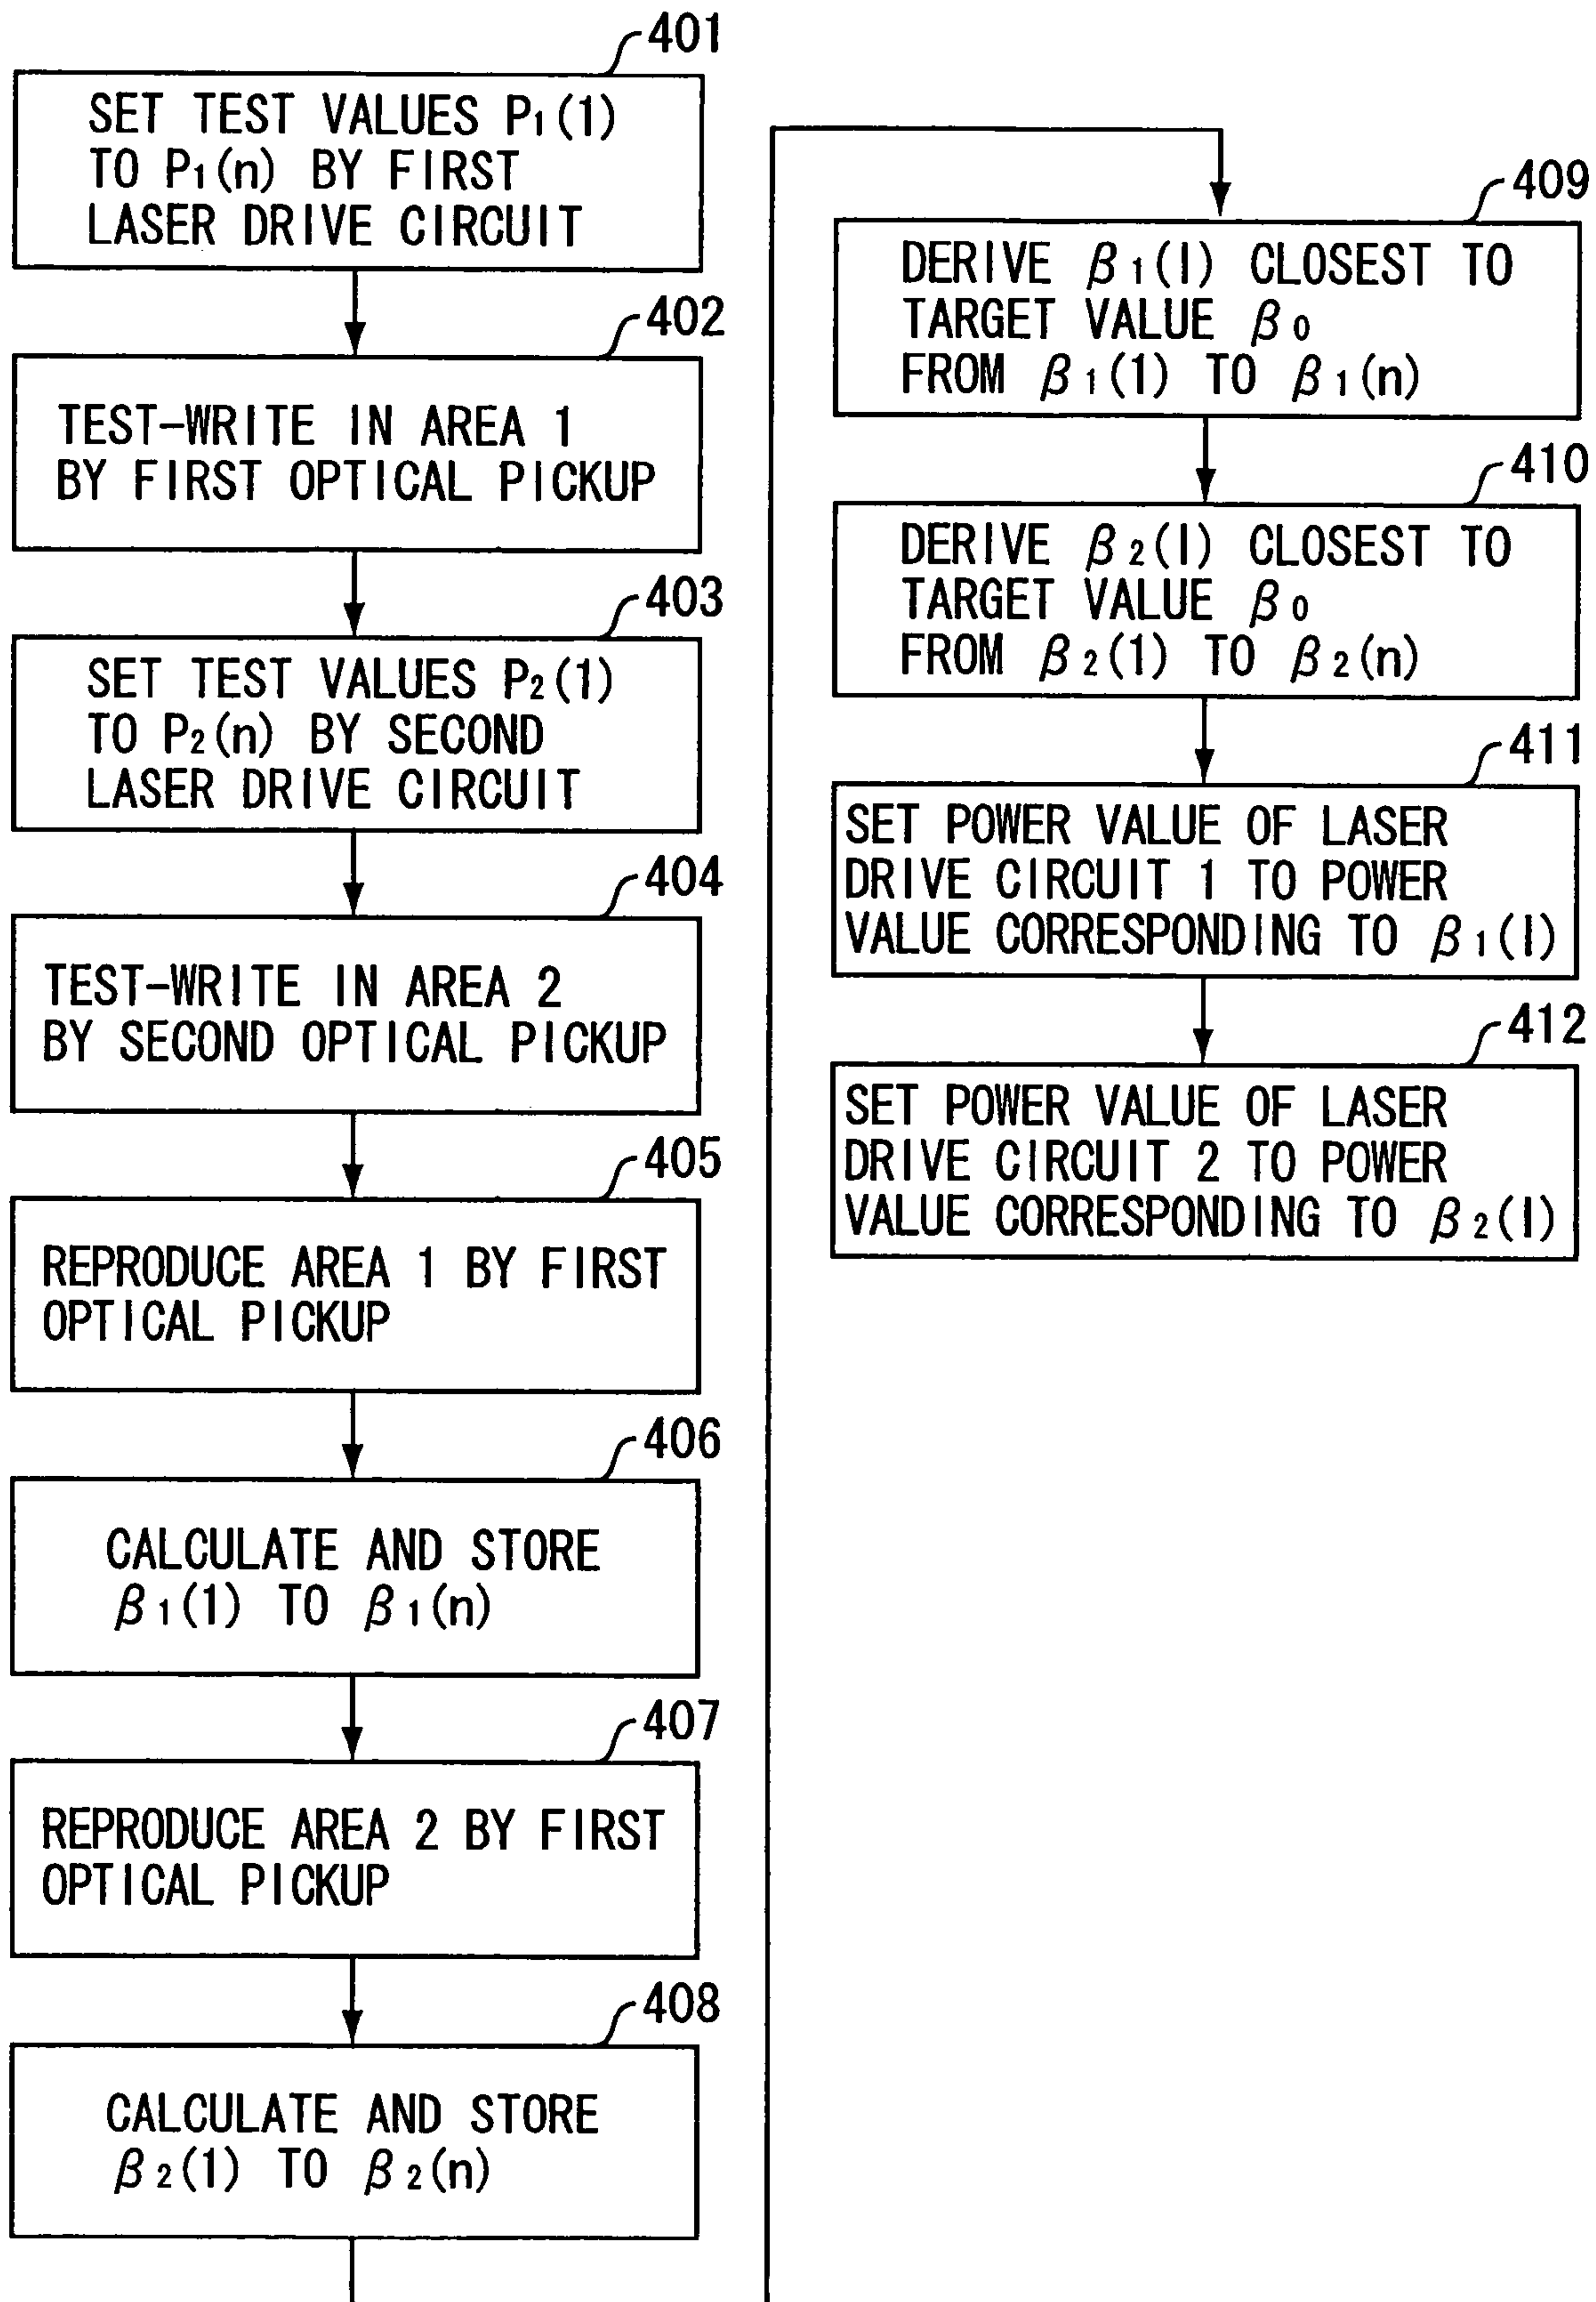 401
SET TEST VALUES P₁(1)
TO P₁(n) BY FIRST
LASER DRIVE CIRCUIT
402
TEST-WRITE IN AREA 1
BY FIRST OPTICAL PICKUP
403
SET TEST VALUES P₂(1)
TO P₂(n) BY SECOND
LASER DRIVE CIRCUIT
404
TEST-WRITE IN AREA 2
BY SECOND OPTICAL PICKUP
405
REPRODUCE AREA 1 BY FIRST
OPTICAL PICKUP
406
CALCULATE AND STORE
β₁(1) TO β₁(n)
407
REPRODUCE AREA 2 BY FIRST
OPTICAL PICKUP
408
CALCULATE AND STORE
β₂(1) TO β₂(n)
409
DERIVE β₁(I) CLOSEST TO
TARGET VALUE β₀
FROM β₁(1) TO β₁(n)
410
DERIVE β₂(I) CLOSEST TO
TARGET VALUE β₀
FROM β₂(1) TO β₂(n)
411
SET POWER VALUE OF LASER
DRIVE CIRCUIT 1 TO POWER
VALUE CORRESPONDING TO β₁(I)
412
SET POWER VALUE OF LASER
DRIVE CIRCUIT 2 TO POWER
VALUE CORRESPONDING TO β₂(I)